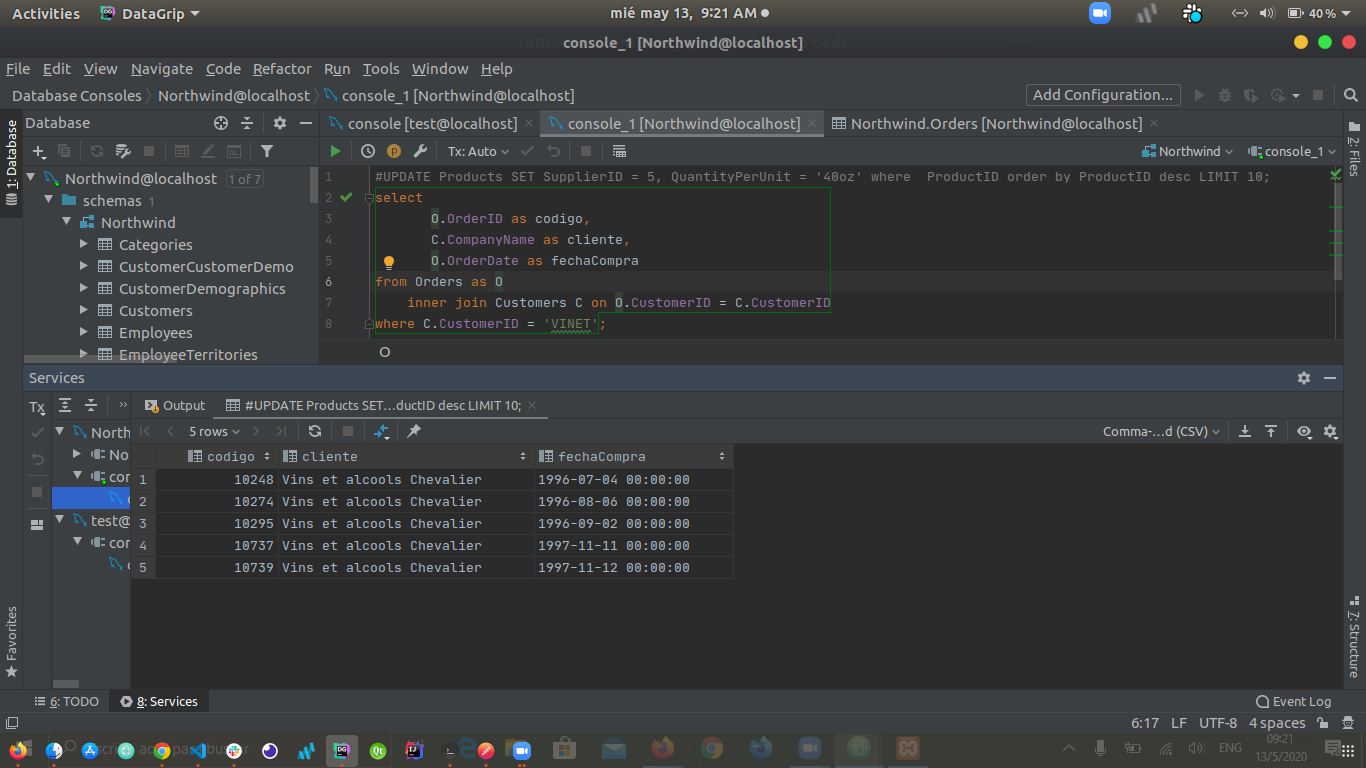 Activities DataGrip mié may 13, 9:21 AM 40%
console_1 [Northwind@localhost]
File Edit View Navigate Code Refactor Run Tools Window Help
Database Consoles Northwind@localhost console_1 [Northwind@localhost] Add Configuration...
Database console [test@localhost] console_1 [Northwind@localhost] Northwind.Orders [Northwind@localhost]
1: Database
2: Files
Tx: Auto Northwind console_1
Northwind@localhost 1 of 7
schemas 1
Northwind
Categories
CustomerCustomerDemo
CustomerDemographics
Customers
Employees
EmployeeTerritories
1 #UPDATE Products SET SupplierID = 5, QuantityPerUnit = '40oz' where  ProductID order by ProductID desc LIMIT 10;
2 select
3 O.OrderID as codigo,
4 C.CompanyName as cliente,
5 O.OrderDate as fechaCompra
6 from Orders as O
7 inner join Customers C on O.CustomerID = C.CustomerID
8 where C.CustomerID = 'VINET';
O
Services
Tx Output #UPDATE Products SET...ductID desc LIMIT 10;
5 rows Comma-...d (CSV)
North
No
cor
test@
cor
codigo cliente fechaCompra
1 10248 Vins et alcools Chevalier 1996-07-04 00:00:00
2 10274 Vins et alcools Chevalier 1996-08-06 00:00:00
3 10295 Vins et alcools Chevalier 1996-09-02 00:00:00
4 10737 Vins et alcools Chevalier 1997-11-11 00:00:00
5 10739 Vins et alcools Chevalier 1997-11-12 00:00:00
Favorites
7: Structure
6: TODO 8: Services Event Log
6:17 LF UTF-8 4 spaces
ENG
09:21
13/5/2020